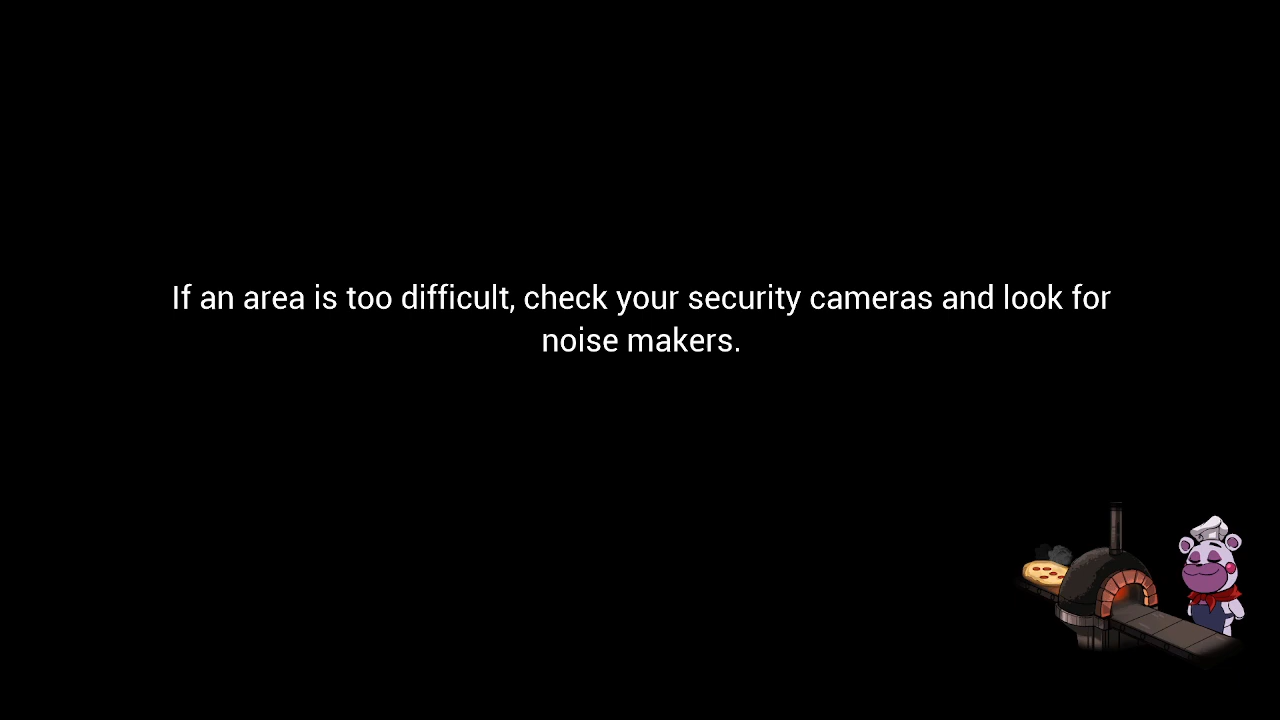 If an area is too difficult, check your security cameras and look for
noise makers.